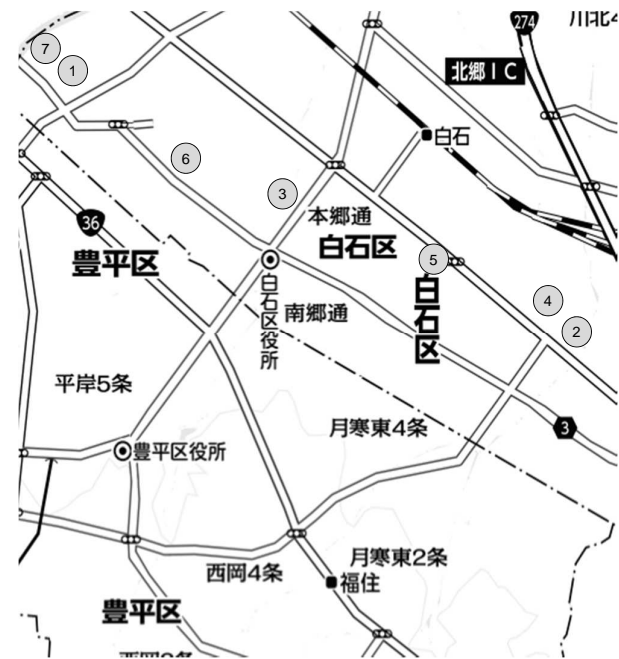 274
川北
7
1
北郷IC
白石
6
3
本郷通
白石区
36
豊平区
5
白石区
白石区役所
南郷通
4
2
平岸5条
月寒東4条
3
豊平区役所
西岡4条
月寒東2条
福住
豊平区